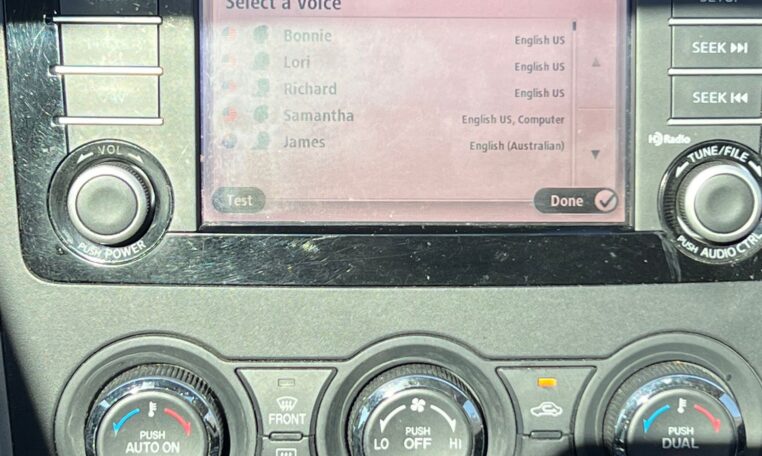 Select a Voice
Bonnie English US
Lori English US
Richard English US
Samantha English US, Computer
James English (Australian)
Test
Done
SEEK
SEEK
VOL
PUSH POWER
HD Radio
TUNE/FILE
PUSH AUDIO CTRL
PUSH
AUTO ON
FRONT
LO
PUSH
OFF
HI
PUSH
DUAL